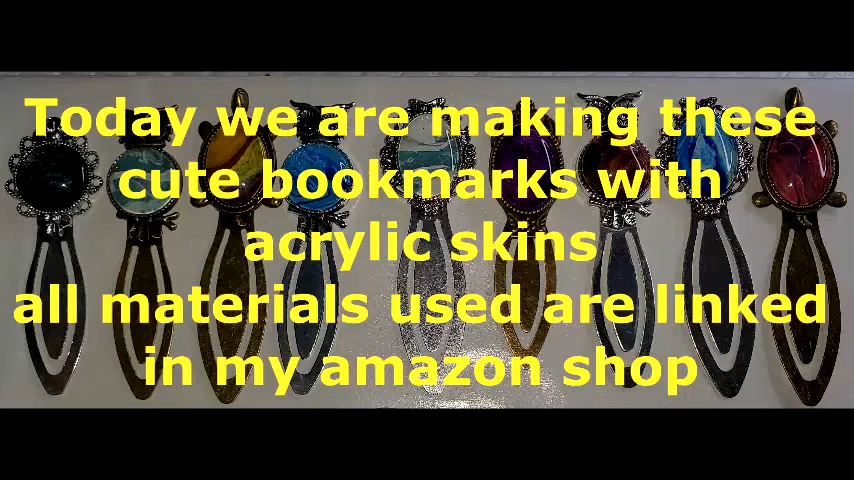 Today we are making these
cute bookmarks with
acrylic skins
all materials used are linked
in my amazon shop